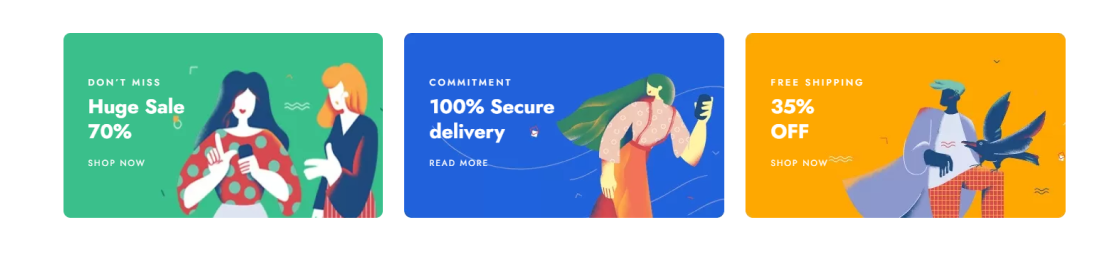 DON'T MISS
Huge Sale
70%
SHOP NOW
COMMITMENT
100% Secure
delivery
READ MORE
FREE SHIPPING
35%
OFF
SHOP NOW